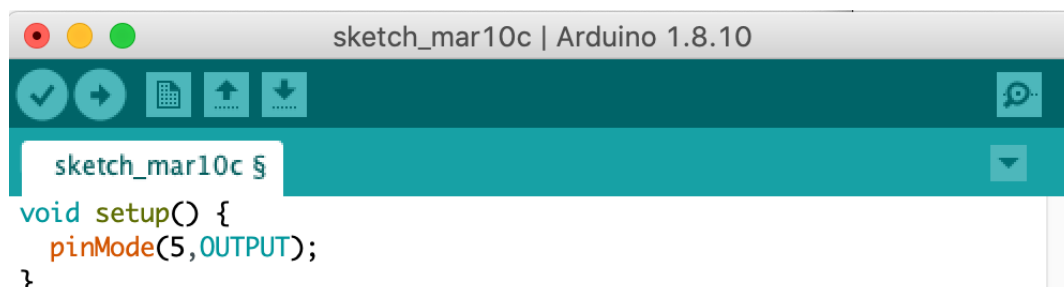 sketch_mar10c | Arduino 1.8.10
sketch_mar10c §
void setup() {
  pinMode(5,OUTPUT);
}